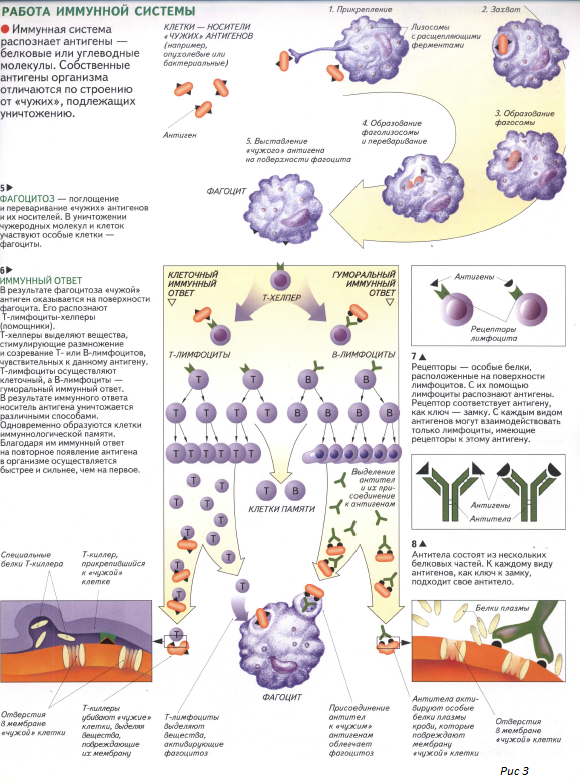 РАБОТА ИММУННОЙ СИСТЕМЫ
● Иммунная система
распознает антигены —
белковые или углеводные
молекулы. Собственные
антигены организма
отличаются по строению
от «чужих», подлежащих
уничтожению.
КЛЕТКИ — НОСИТЕЛИ
«ЧУЖИХ» АНТИГЕНОВ
(например,
опухолевые или
бактериальные)
Антиген
1. Прикрепление
Лизосомы
с расщепляющими
ферментами
2. Захват
3. Образование
фагосомы
4. Образование
фаголизосомы
и переваривание
5. Выставление
«чужого» антигена
на поверхности фагоцита
ФАГОЦИТ
5 ▶
ФАГОЦИТОЗ — поглощение
и переваривание «чужих» антигенов
и их носителей. В уничтожении
чужеродных молекул и клеток
участвуют особые клетки —
фагоциты.
6 ▶
ИММУННЫЙ ОТВЕТ
В результате фагоцитоза «чужой»
антиген оказывается на поверхности
фагоцита. Его распознают
Т-лимфоциты-хелперы
(помощники).
Т-хелперы выделяют вещества,
стимулирующие размножение
и созревание Т- или В-лимфоцитов,
чувствительных к данному антигену.
Т-лимфоциты осуществляют
клеточный, а В-лимфоциты —
гуморальный иммунный ответ.
В результате иммунного ответа
носитель антигена уничтожается
различными способами.
Одновременно образуются клетки
иммунологической памяти.
Благодаря им иммунный ответ
на повторное появление антигена
в организме осуществляется
быстрее и сильнее, чем на первое.
КЛЕТОЧНЫЙ
ИММУННЫЙ
ОТВЕТ
Т-ХЕЛПЕР
ГУМОРАЛЬНЫЙ
ИММУННЫЙ
ОТВЕТ
Т-ЛИМФОЦИТЫ
В-ЛИМФОЦИТЫ
Т Т В В
Т Т Т Т В В В В
Т Т Т Т Т Т
Т В
КЛЕТКИ ПАМЯТИ
Выделение
антител
и их при-
соединение
к антигенам
Т
Т
Т
Т
Т
Т
Т
Т
Т
Т
Т
ФАГОЦИТ
Антигены
Рецепторы
лимфоцита
7 ▲
Рецепторы — особые белки,
расположенные на поверхности
лимфоцитов. С их помощью
лимфоциты распознают антигены.
Рецептор соответствует антигену,
как ключ — замку. С каждым видом
антигенов могут взаимодействовать
только лимфоциты, имеющие
рецепторы к этому антигену.
Антигены
Антитела
8 ▲
Антитела состоят из нескольких
белковых частей. К каждому виду
антигенов, как ключ к замку,
подходит свое антитело.
Специальные
белки Т-киллера
Т-киллер,
прикрепившийся
к «чужой»
клетке
Белки плазмы
Отверстия
в мембране
«чужой» клетки
Т-киллеры
убивают «чужие»
клетки, выделяя
вещества,
повреждающие
их мембрану
Т-лимфоциты
выделяют
вещества,
активирующие
фагоцитоз
Присоединение
антител
к «чужим»
антигенам
облегчает
фагоцитоз
Антитела акти-
вируют особые
белки плазмы
крови, которые
повреждают
мембрану
«чужой» клетки
Отверстия
в мембране
«чужой» клетки
Рис 3